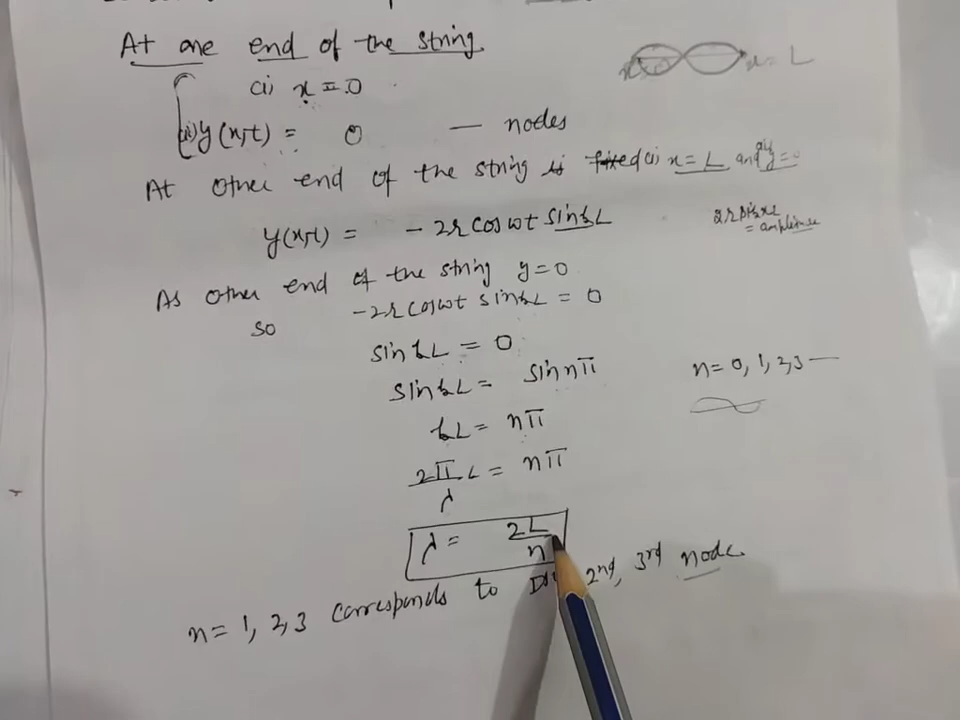 At one end of the string
(i) x = 0
x=0 x = L
(ii) y(x,t) = 0 — nodes
At other end of the string is fixed (i) x = L and (ii) y = 0
y(x,t) = - 2r cos wt sin kL
2r sin kx
= amplitude
As other end of the string y = 0
so -2r cos wt sin kL = 0
sin kL = 0
sin kL = sin nπ n = 0, 1, 2, 3 —
kL = nπ
2π/λ L = nπ
λ = 2L/n
n = 1, 2, 3 corresponds to 2nd, 3rd node